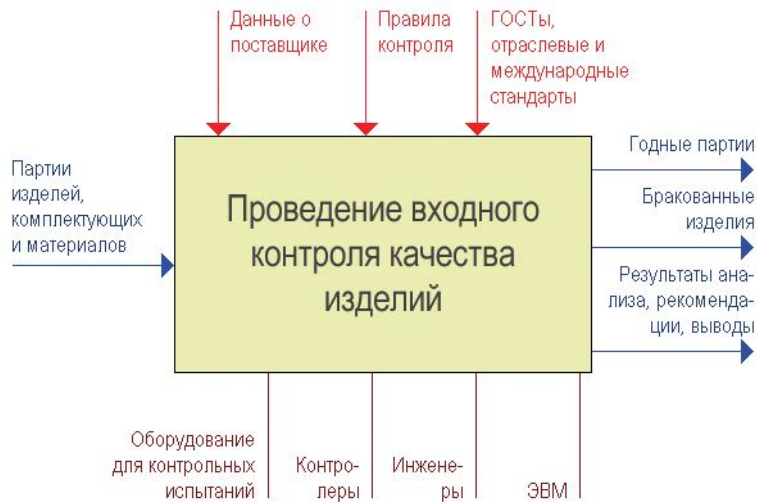 Данные о
поставщике
Правила
контроля
ГОСТы,
отраслевые и
международные
стандарты
Партии
изделий,
комплектующих
и материалов
Проведение входного
контроля качества
изделий
Годные партии
Бракованные
изделия
Результаты ана-
лиза, рекоменда-
ции, выводы
Оборудование
для контрольных
испытаний
Контро-
леры
Инжене-
ры
ЭВМ